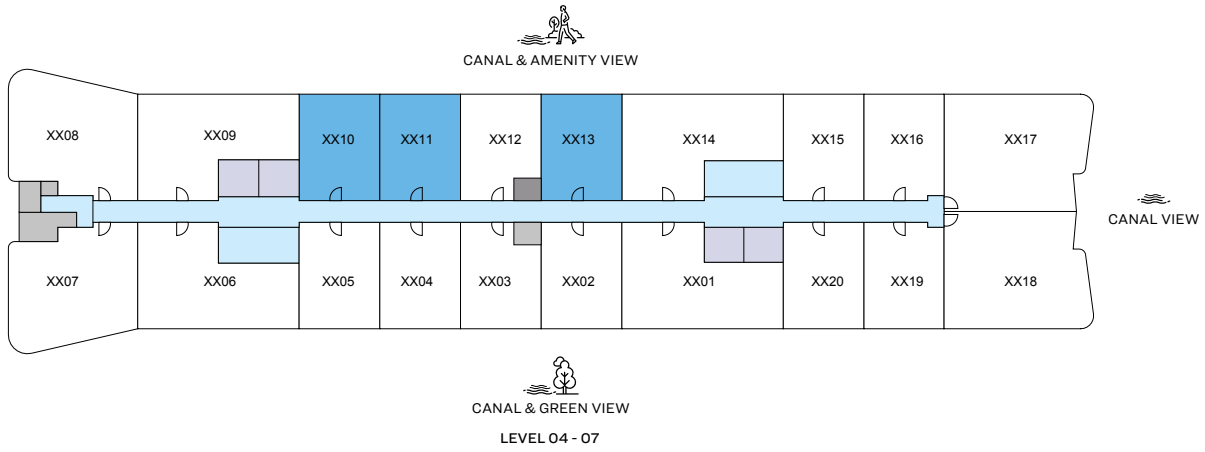 CANAL & AMENITY VIEW
XX08
XX09
XX10
XX11
XX12
XX13
XX14
XX15
XX16
XX17
CANAL VIEW
XX07
XX06
XX05
XX04
XX03
XX02
XX01
XX20
XX19
XX18
CANAL & GREEN VIEW
LEVEL 04 - 07